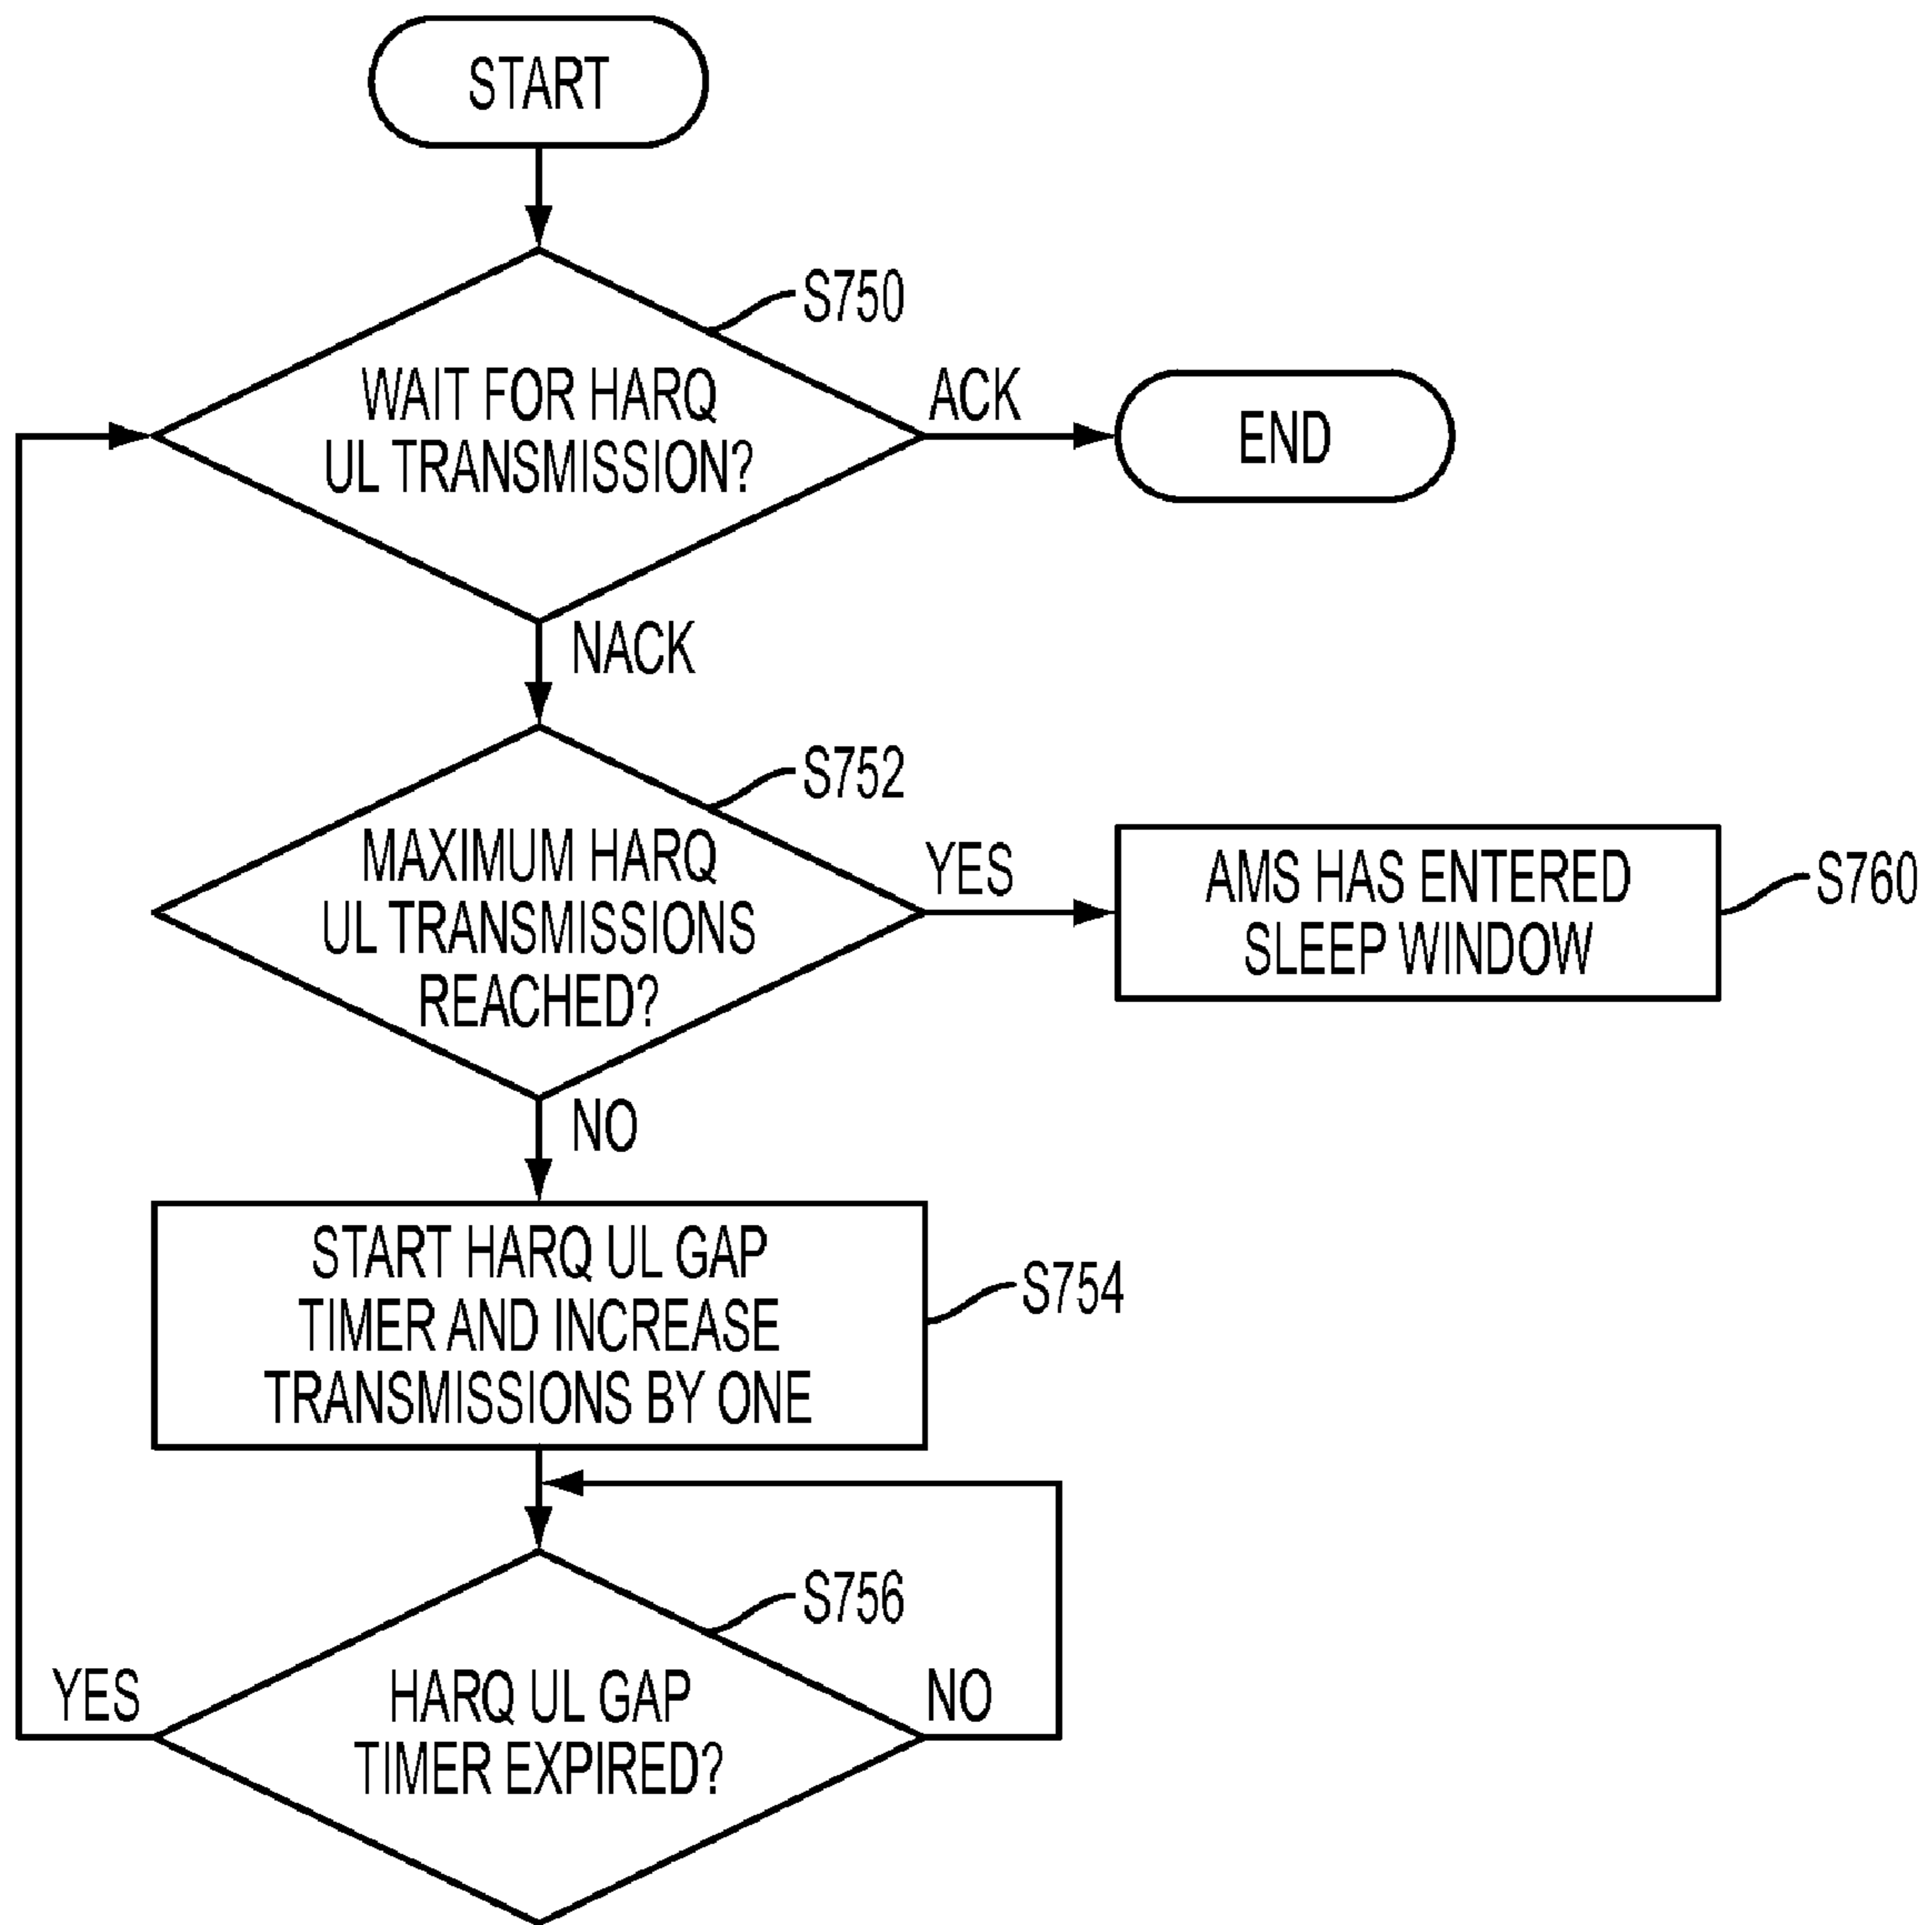 START
S750
WAIT FOR HARQ
UL TRANSMISSION?
ACK
END
NACK
S752
MAXIMUM HARQ
UL TRANSMISSIONS
REACHED?
YES
AMS HAS ENTERED
SLEEP WINDOW
S760
NO
START HARQ UL GAP
TIMER AND INCREASE
TRANSMISSIONS BY ONE
S754
S756
HARQ UL GAP
TIMER EXPIRED?
YES
NO